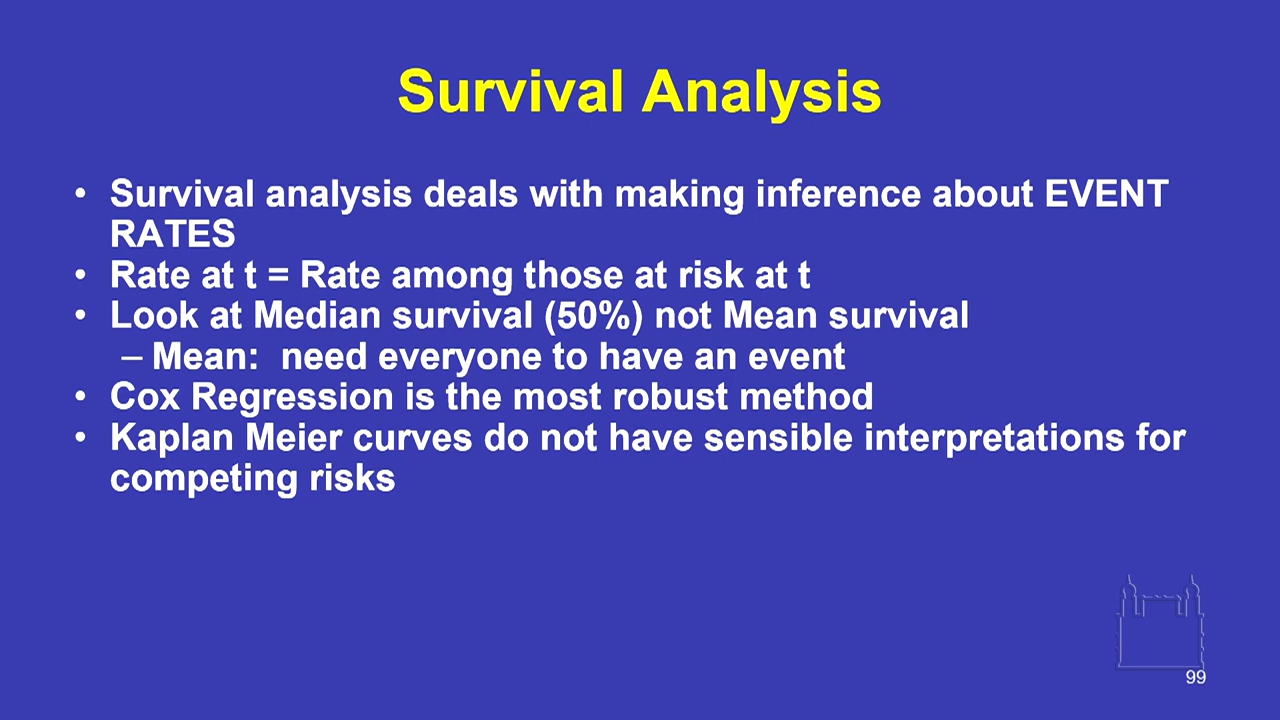 Survival Analysis
• Survival analysis deals with making inference about EVENT
RATES
• Rate at t = Rate among those at risk at t
• Look at Median survival (50%) not Mean survival
– Mean:  need everyone to have an event
• Cox Regression is the most robust method
• Kaplan Meier curves do not have sensible interpretations for
competing risks
99